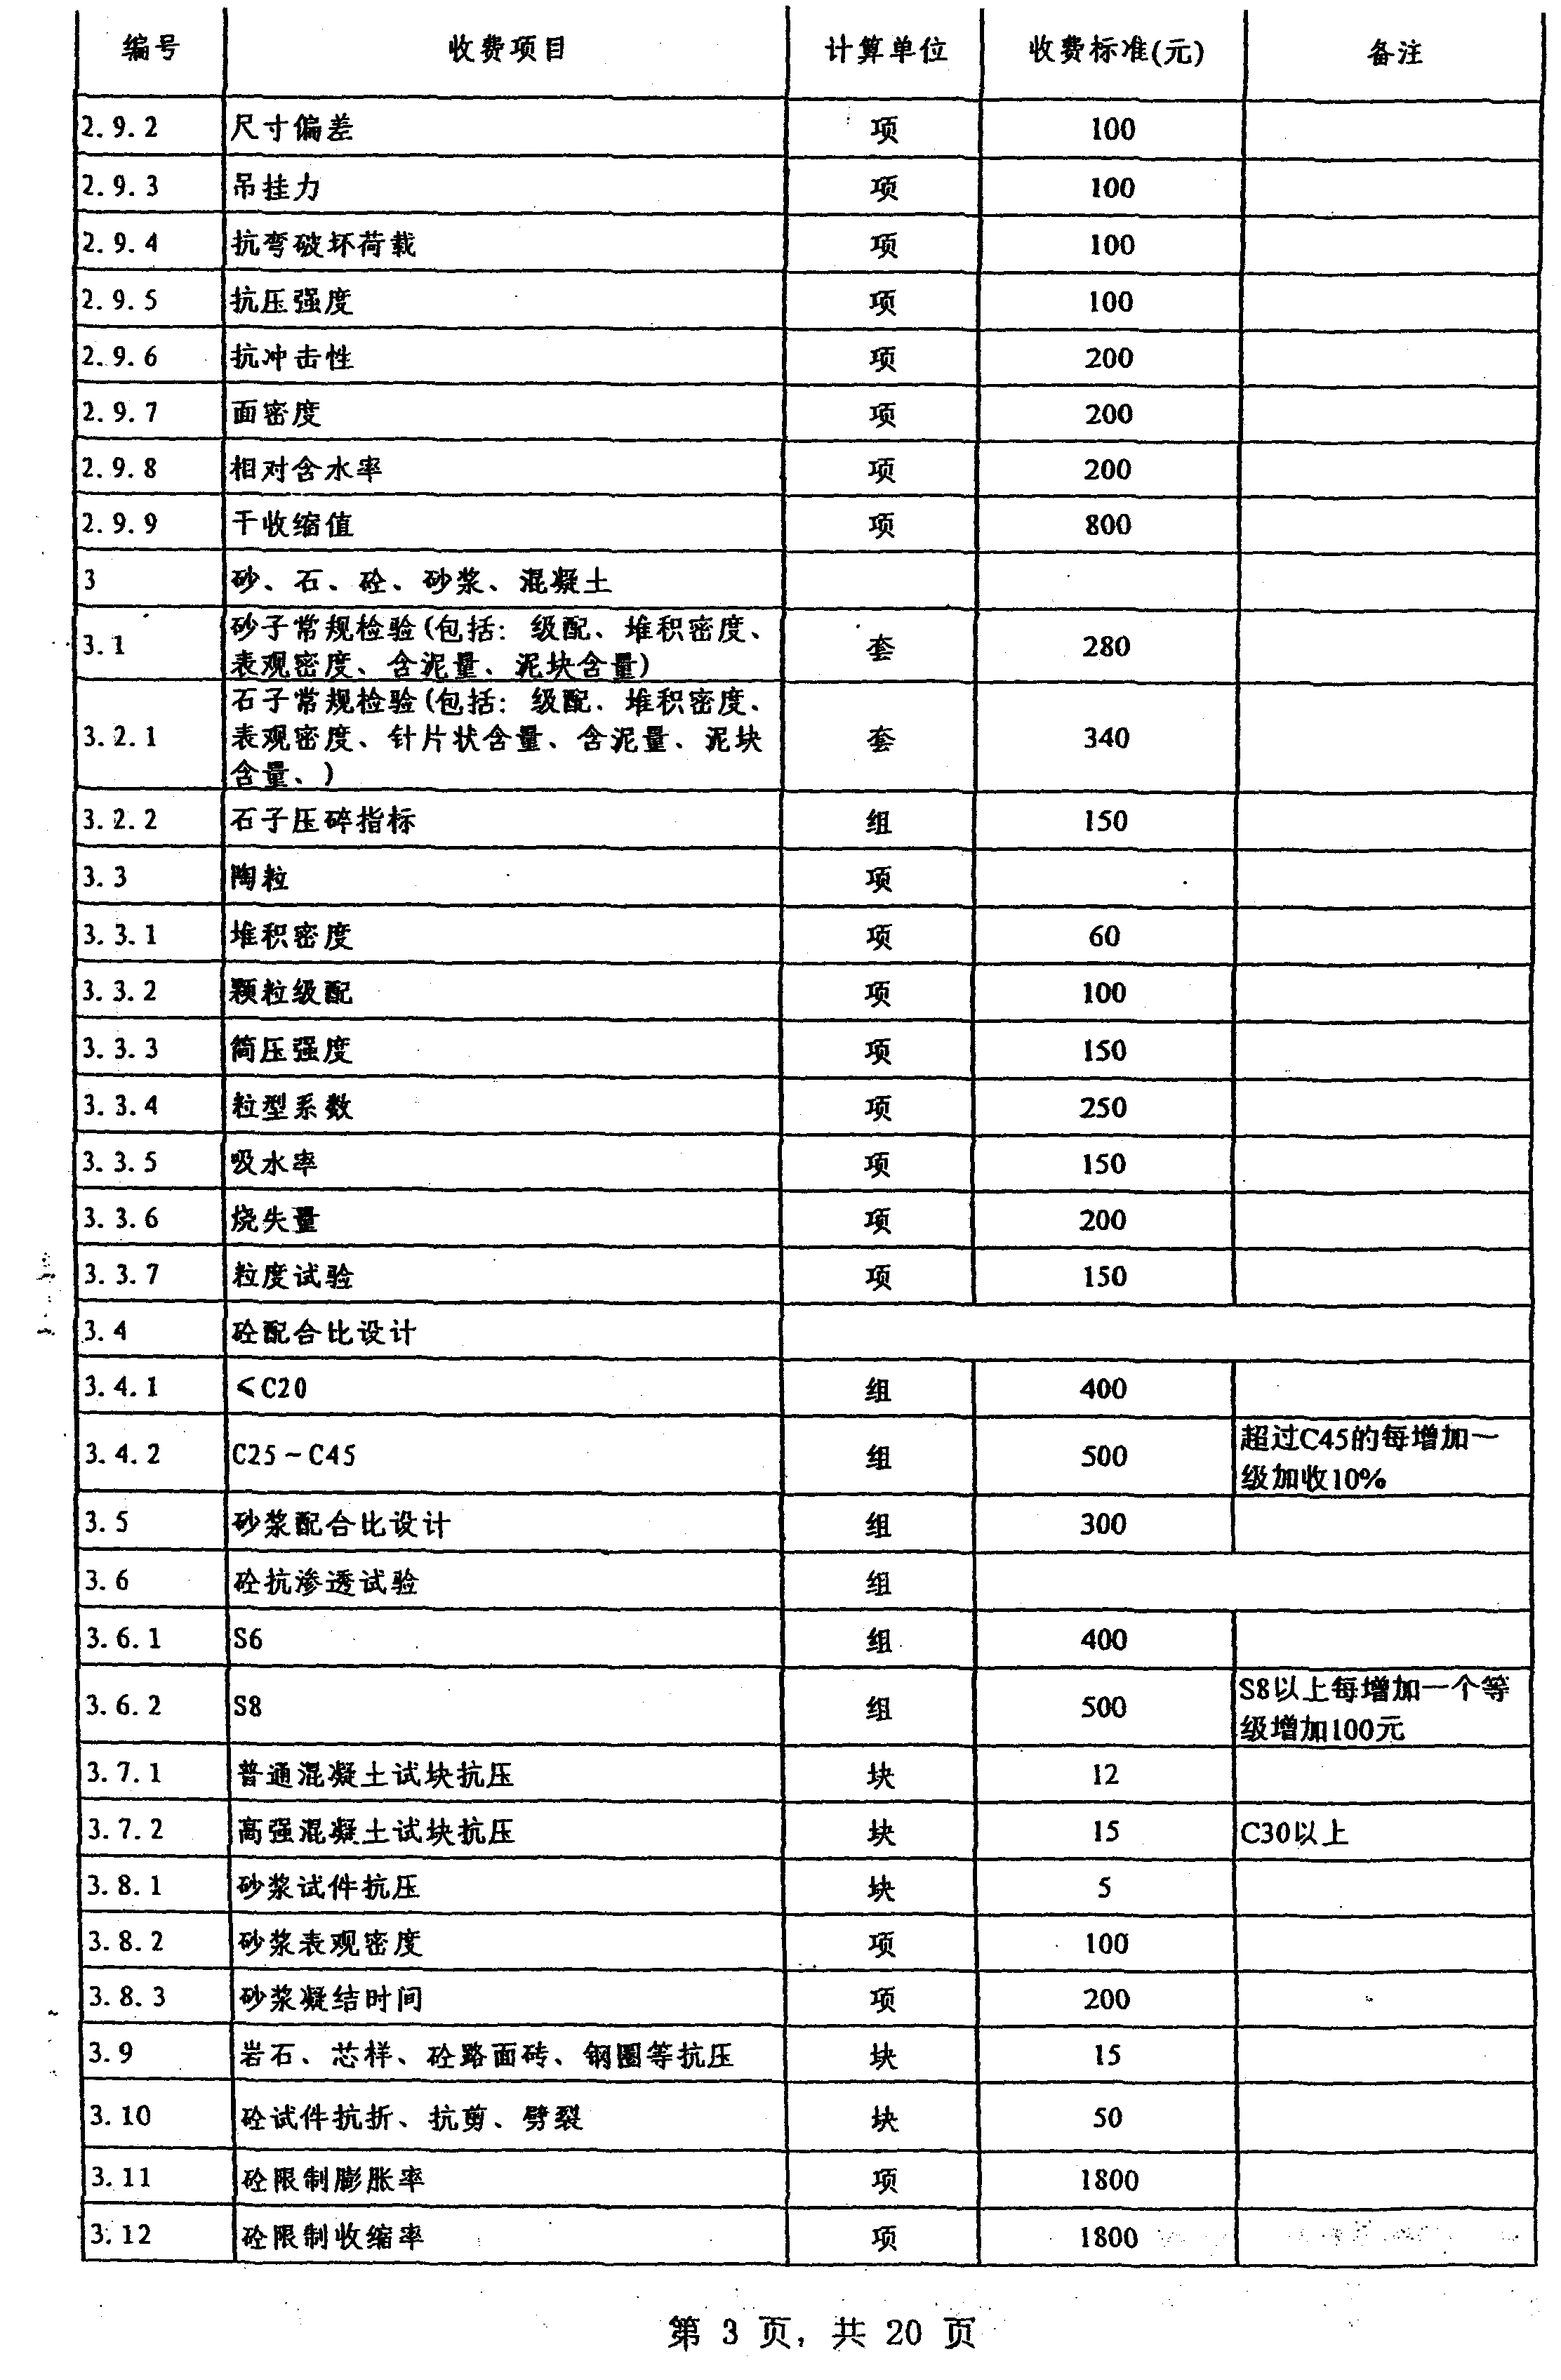 编号 收费项目 计算单位 收费标准(元) 备注
2.9.2 尺寸偏差 项 100
2.9.3 吊挂力 项 100
2.9.4 抗弯破坏荷载 项 100
2.9.5 抗压强度 项 100
2.9.6 抗冲击性 项 200
2.9.7 面密度 项 200
2.9.8 相对含水率 项 200
2.9.9 干收缩值 项 800
3 砂、石、砼、砂浆、混凝土
3.1 砂子常规检验(包括：级配、堆积密度、
表观密度、含泥量、泥块含量) 套 280
石子常规检验(包括：级配、堆积密度、
3.2.1 表观密度、针片状含量、含泥量、泥块 套 340
含量、)
3.2.2 石子压碎指标 组 150
3.3 陶粒 项
3.3.1 堆积密度 项 60
3.3.2 颗粒级配 项 100
3.3.3 筒压强度 项 150
3.3.4 粒型系数 项 250
3.3.5 吸水率 项 150
3.3.6 烧失量 项 200
3.3.7 粒度试验 项 150
3.4 砼配合比设计
3.4.1 ≤C20 组 400
3.4.2 C25～C45 组 500 超过C45的每增加一
级加收10%
3.5 砂浆配合比设计 组 300
3.6 砼抗渗透试验 组
3.6.1 S6 组 400
3.6.2 S8 组 500 S8以上每增加一个等
级增加100元
3.7.1 普通混凝土试块抗压 块 12
3.7.2 高强混凝土试块抗压 块 15 C30以上
3.8.1 砂浆试件抗压 块 5
3.8.2 砂浆表观密度 项 100
3.8.3 砂浆凝结时间 项 200
3.9 岩石、芯样、砼路面砖、钢圈等抗压 块 15
3.10 砼试件抗折、抗剪、劈裂 块 50
3.11 砼限制膨胀率 项 1800
3.12 砼限制收缩率 项 1800
第 3 页，共 20 页